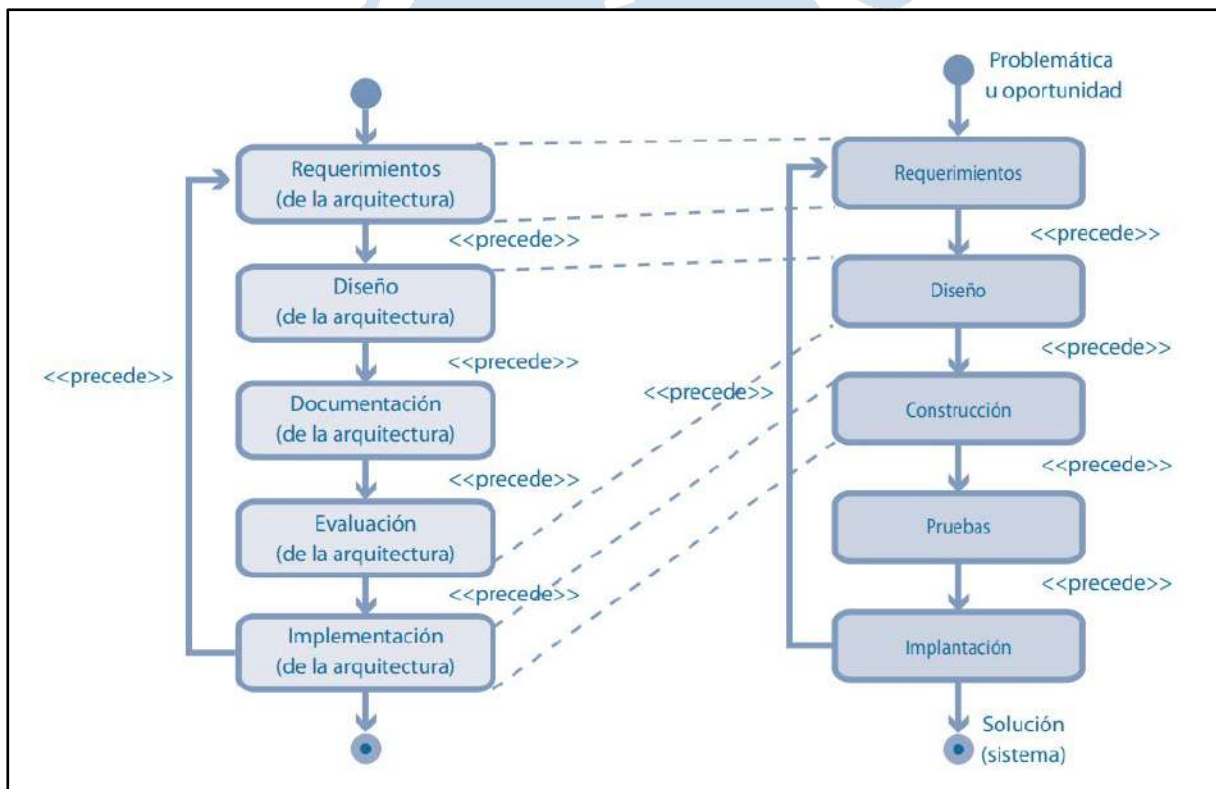 Problemática
u oportunidad
Requerimientos
(de la arquitectura)
Requerimientos
<<precede>>
<<precede>>
Diseño
(de la arquitectura)
Diseño
<<precede>>
<<precede>>
<<precede>>
<<precede>>
Documentación
(de la arquitectura)
Construcción
<<precede>>
<<precede>>
Evaluación
(de la arquitectura)
Pruebas
<<precede>>
<<precede>>
Implementación
(de la arquitectura)
Implantación
Solución
(sistema)